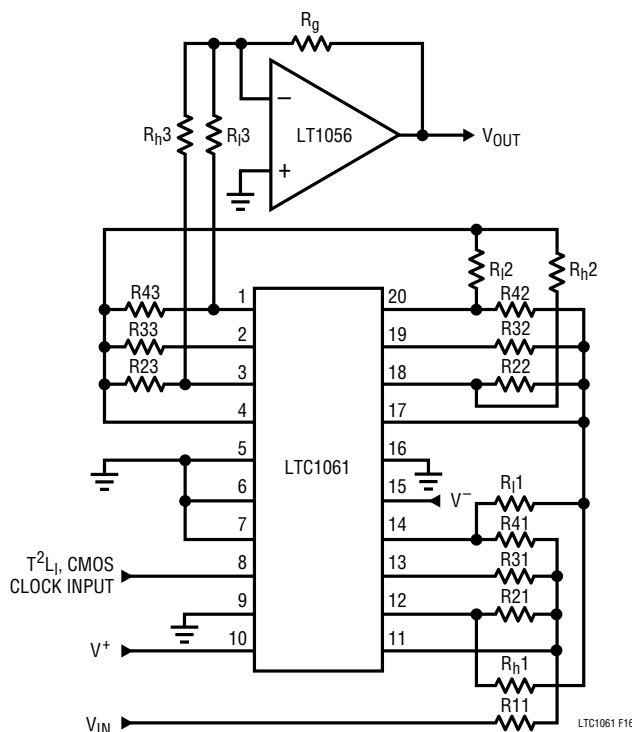 Rg
LT1056
−
+
VOUT
Rh3
Rl3
Rl2
Rh2
R43
1
20
R42
R33
2
19
R32
R23
3
18
R22
4
17
LTC1061
5
16
6
15
V−
7
14
Rl1
R41
T²Ll, CMOS
CLOCK INPUT
8
13
R31
9
12
R21
V+
10
11
Rh1
VIN
R11
LTC1061 F16